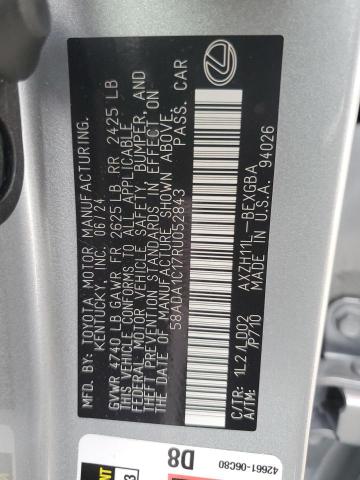 MFD. BY: TOYOTA MOTOR MANUFACTURING.
KENTUCKY, INC. 06/24
GVWR 4740 LB GAWR FR 2625 LB RR 2425 LB
THIS VEHICLE CONFORMS TO ALL APPLICABLE
FEDERAL MOTOR VEHICLE SAFETY, BUMPER, AND
THEFT PREVENTION STANDARDS IN EFFECT ON
THE DATE OF MANUFACTURE SHOWN ABOVE.
58ADA1C17RU052843 PASS. CAR
C/TR: 1L2/LD02 AXZH11L-BEXGBA
A/TM: /P710 MADE IN U.S.A. 94026
42661-06C80
D8